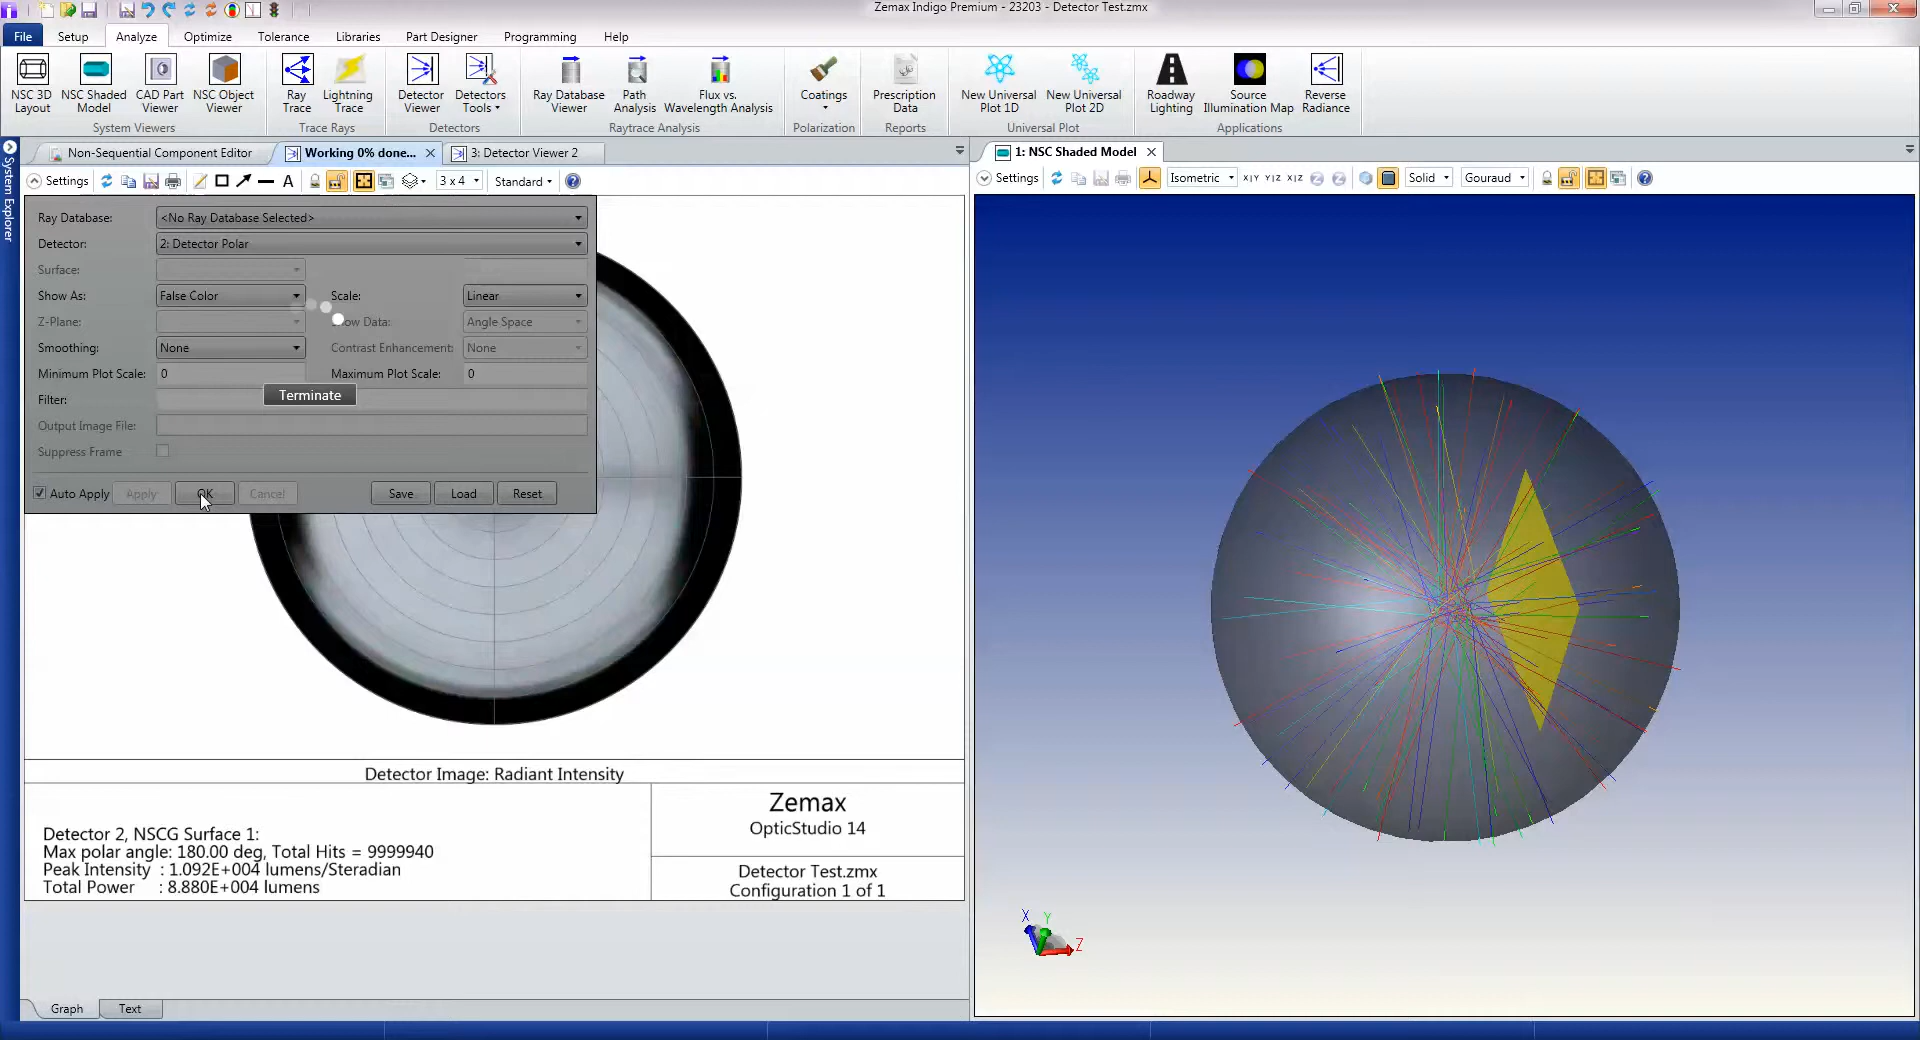 Zemax Indigo Premium - 23203 - Detector Test.zmx
File Setup Analyze Optimize Tolerance Libraries Part Designer Programming Help
NSC 3D Layout
NSC Shaded Model
CAD Part Viewer
NSC Object Viewer
Ray Trace
Lightning Trace
Detector Viewer
Detectors Tools
Ray Database Viewer
Path Analysis
Flux vs. Wavelength Analysis
Coatings
Prescription Data
New Universal Plot 1D
New Universal Plot 2D
Roadway Lighting
Source Illumination Map
Reverse Radiance
System Viewers Trace Rays Detectors Raytrace Analysis Polarization Reports Universal Plot Applications
System Explorer
Non-Sequential Component Editor Working 0% done... 3: Detector Viewer 2
Settings A 3 x 4 Standard
Ray Database: <No Ray Database Selected>
Detector: 2: Detector Polar
Surface:
Show As: False Color Scale: Linear
Z-Plane: Show Data: Angle Space
Smoothing: None Contrast Enhancement: None
Minimum Plot Scale: 0 Maximum Plot Scale: 0
Terminate
Filter:
Output Image File:
Suppress Frame
Auto Apply Apply OK Cancel Save Load Reset
Detector Image: Radiant Intensity
Detector 2, NSCG Surface 1:
Max polar angle: 180.00 deg, Total Hits = 9999940
Peak Intensity : 1.092E+004 lumens/Steradian
Total Power : 8.880E+004 lumens
Zemax
OpticStudio 14
Detector Test.zmx
Configuration 1 of 1
Graph Text
1: NSC Shaded Model
Settings Isometric X|Y Y|Z X|Z Solid Gouraud
X Y Z